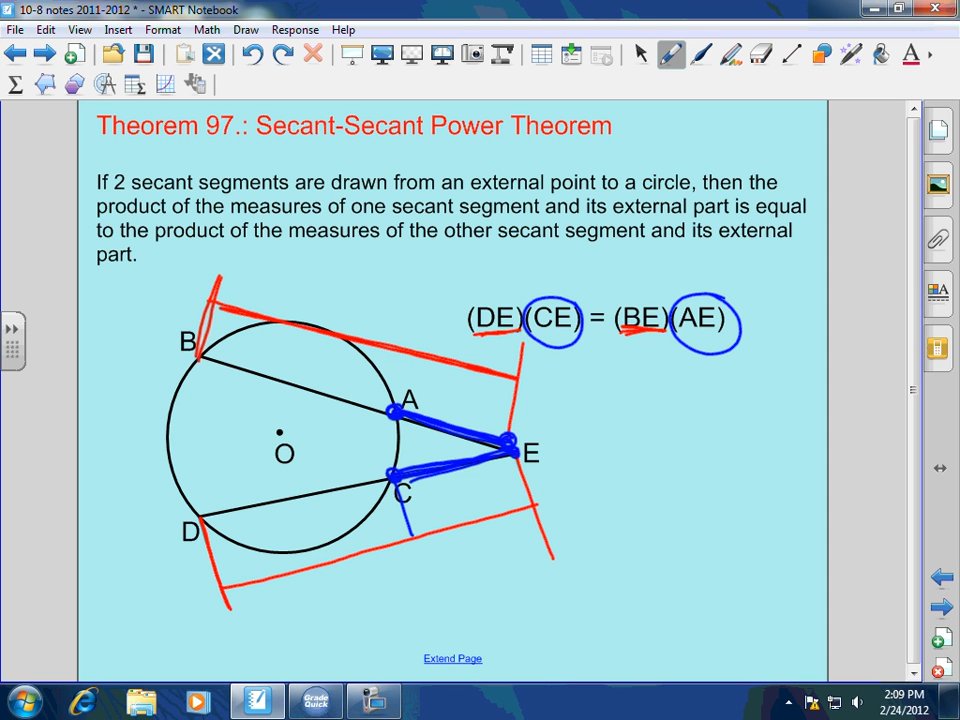 10-8 notes 2011-2012 * - SMART Notebook
File Edit View Insert Format Math Draw Response Help
Theorem 97.: Secant-Secant Power Theorem
If 2 secant segments are drawn from an external point to a circle, then the
product of the measures of one secant segment and its external part is equal
to the product of the measures of the other secant segment and its external
part.
(DE)(CE) = (BE)(AE)
B
A
E
O
C
D
Extend Page
Grade
Quick
2:09 PM
2/24/2012